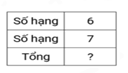 Số hạng 6
Số hạng 7
Tổng ?